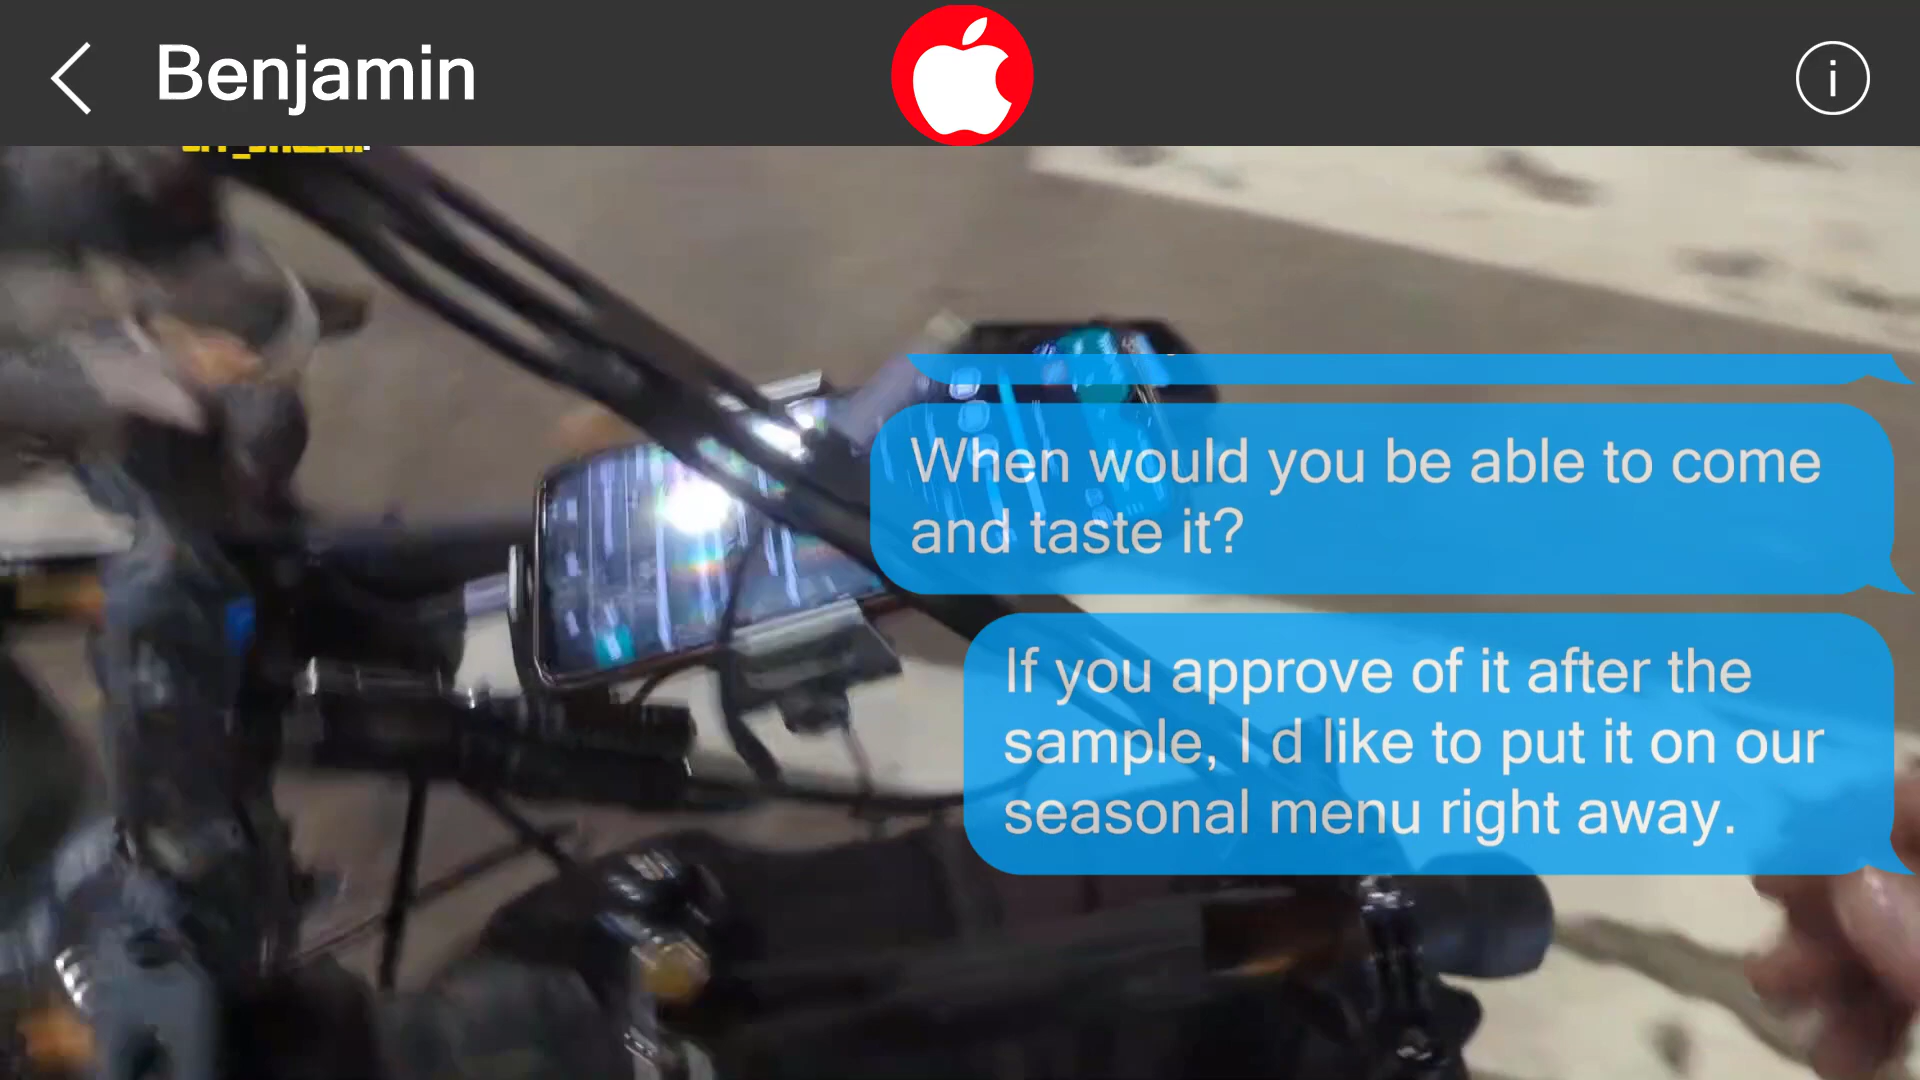 Benjamin
When would you be able to come
and taste it?
If you approve of it after the
sample, I d like to put it on our
seasonal menu right away.